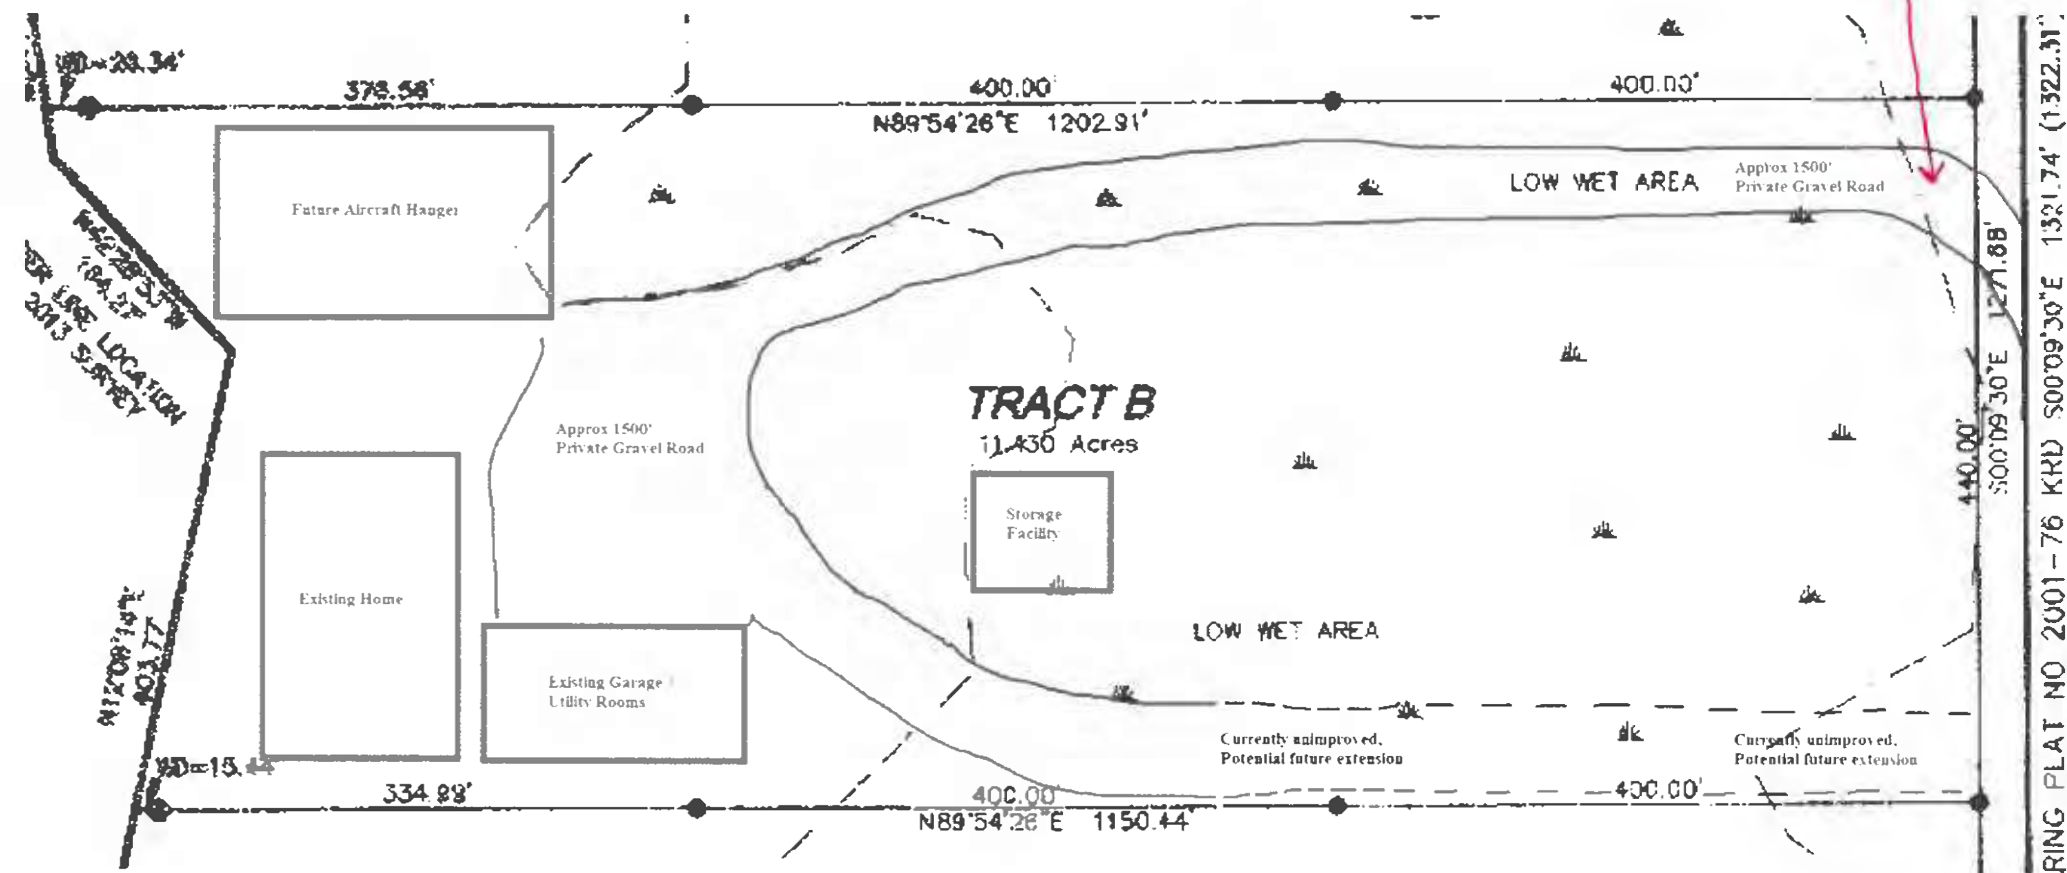 378.58'
400.00'
400.00'
N89°54'26"E 1202.91'
Future Aircraft Hanger
LOW WET AREA
Approx 1500'
Private Gravel Road
LOCATION
2013 SURVEY
TRACT B
11.430 Acres
Approx 1500'
Private Gravel Road
Storage
Facility
Existing Home
LOW WET AREA
Existing Garage
Utility Rooms
Currently unimproved,
Potential future extension
Currently unimproved,
Potential future extension
334.99'
400.00
400.00'
N89°54'26"E 1150.44'
440.00'
S00°09'30"E 1271.88'
RING PLAT NO 2001-76 KRD S00°09'30"E 1321.74' (1322.31')